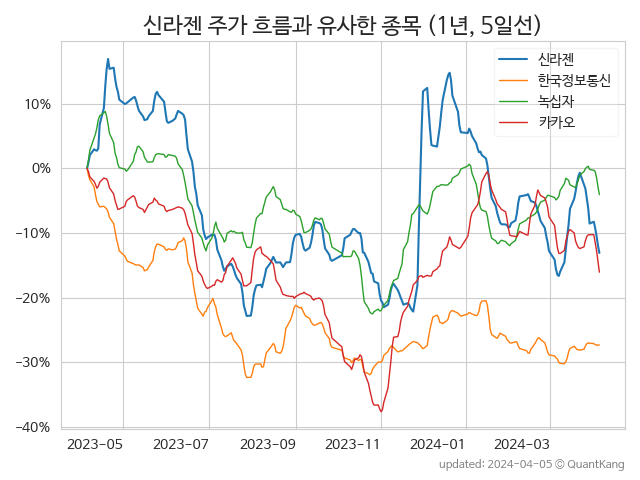 신라젠 주가 흐름과 유사한 종목 (1년, 5일선)
신라젠
한국정보통신
녹십자
카카오
10%
0%
−10%
−20%
−30%
−40%
2023-05 2023-07 2023-09 2023-11 2024-01 2024-03
updated: 2024-04-05 © QuantKang